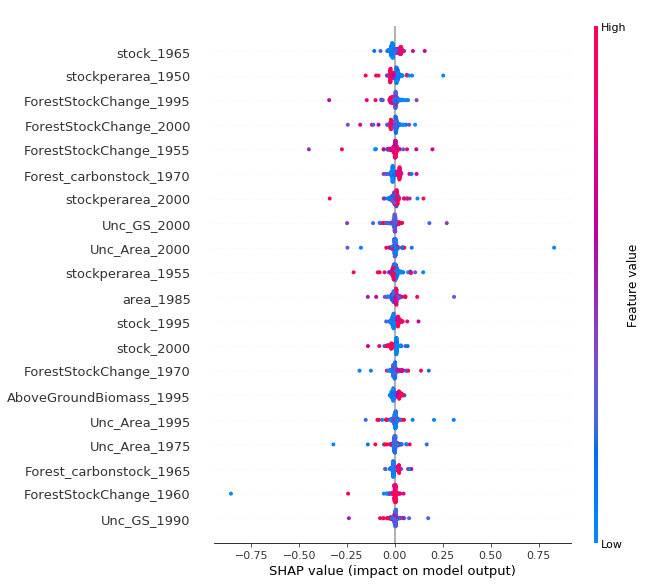 High
stock_1965
stockperarea_1950
ForestStockChange_1995
ForestStockChange_2000
ForestStockChange_1955
Forest_carbonstock_1970
stockperarea_2000
Unc_GS_2000
Unc_Area_2000
stockperarea_1955
area_1985
stock_1995
stock_2000
ForestStockChange_1970
AboveGroundBiomass_1995
Unc_Area_1995
Unc_Area_1975
Forest_carbonstock_1965
ForestStockChange_1960
Unc_GS_1990
Feature value
Low
−0.75 −0.50 −0.25 0.00 0.25 0.50 0.75
SHAP value (impact on model output)